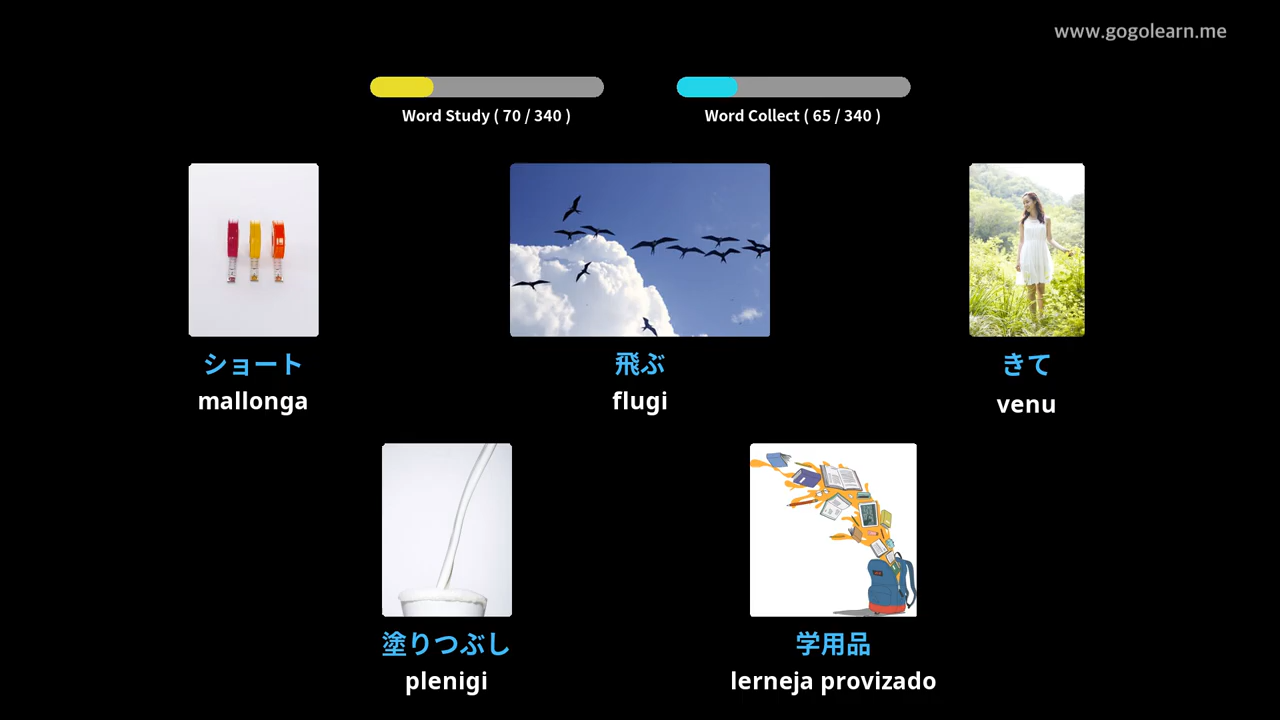 www.gogolearn.me
Word Study ( 70 / 340 )
Word Collect ( 65 / 340 )
ショート
mallonga
飛ぶ
flugi
きて
venu
塗りつぶし
plenigi
学用品
lerneja provizado